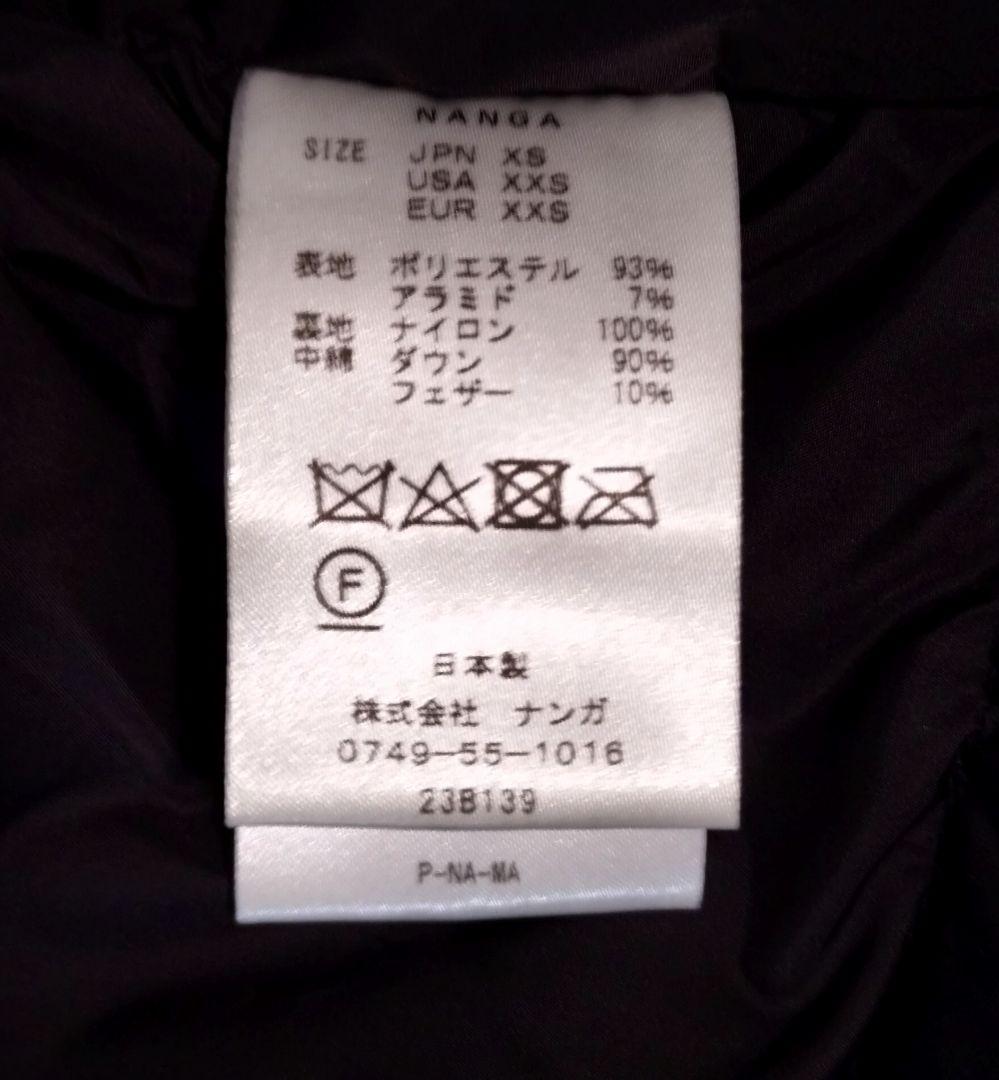 NANGA
SIZE JPN XS
USA XXS
EUR XXS
表地 ポリエステル 93%
アラミド 7%
裏地 ナイロン 100%
中綿 ダウン 90%
フェザー 10%
F
日本製
株式会社 ナンガ
0749-55-1016
23B139
P-NA-MA